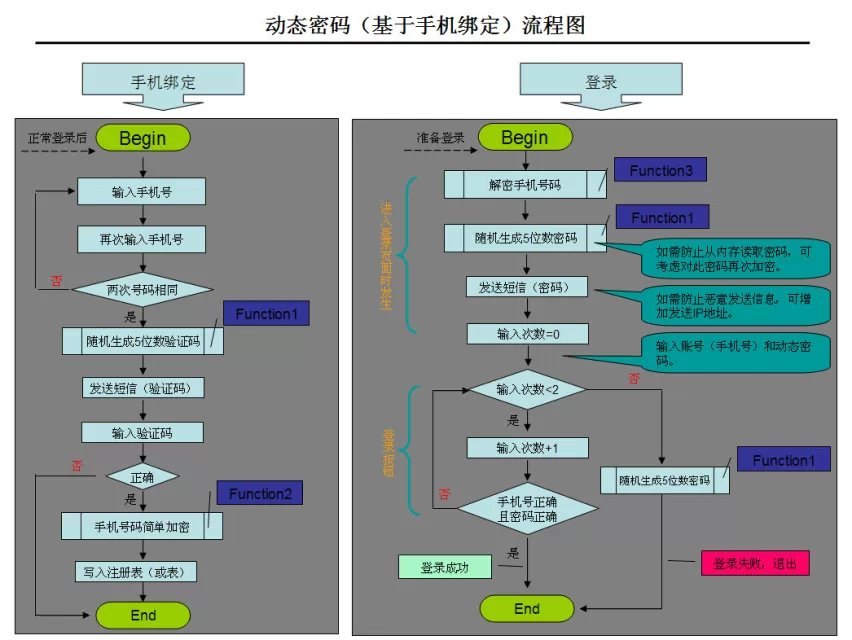 动态密码（基于手机绑定）流程图
手机绑定
正常登录后
Begin
输入手机号
再次输入手机号
两次号码相同
否
是
Function1
随机生成5位数验证码
发送短信（验证码）
输入验证码
正确
否
是
Function2
手机号码简单加密
写入注册表（或表）
End
登录
准备登录
Begin
Function3
解密手机号码
Function1
随机生成5位数密码
如需防止从内存读取密码，可
考虑对此密码再次加密。
发送短信（密码）
如需防止恶意发送信息，可增
加发送IP地址。
输入次数=0
输入账号（手机号）和动态密
码。
进入登录页面时发生
输入次数<2
否
是
输入次数+1
登录按钮
Function1
随机生成5位数密码
手机号正确
且密码正确
否
是
登录成功
登录失败，退出
End